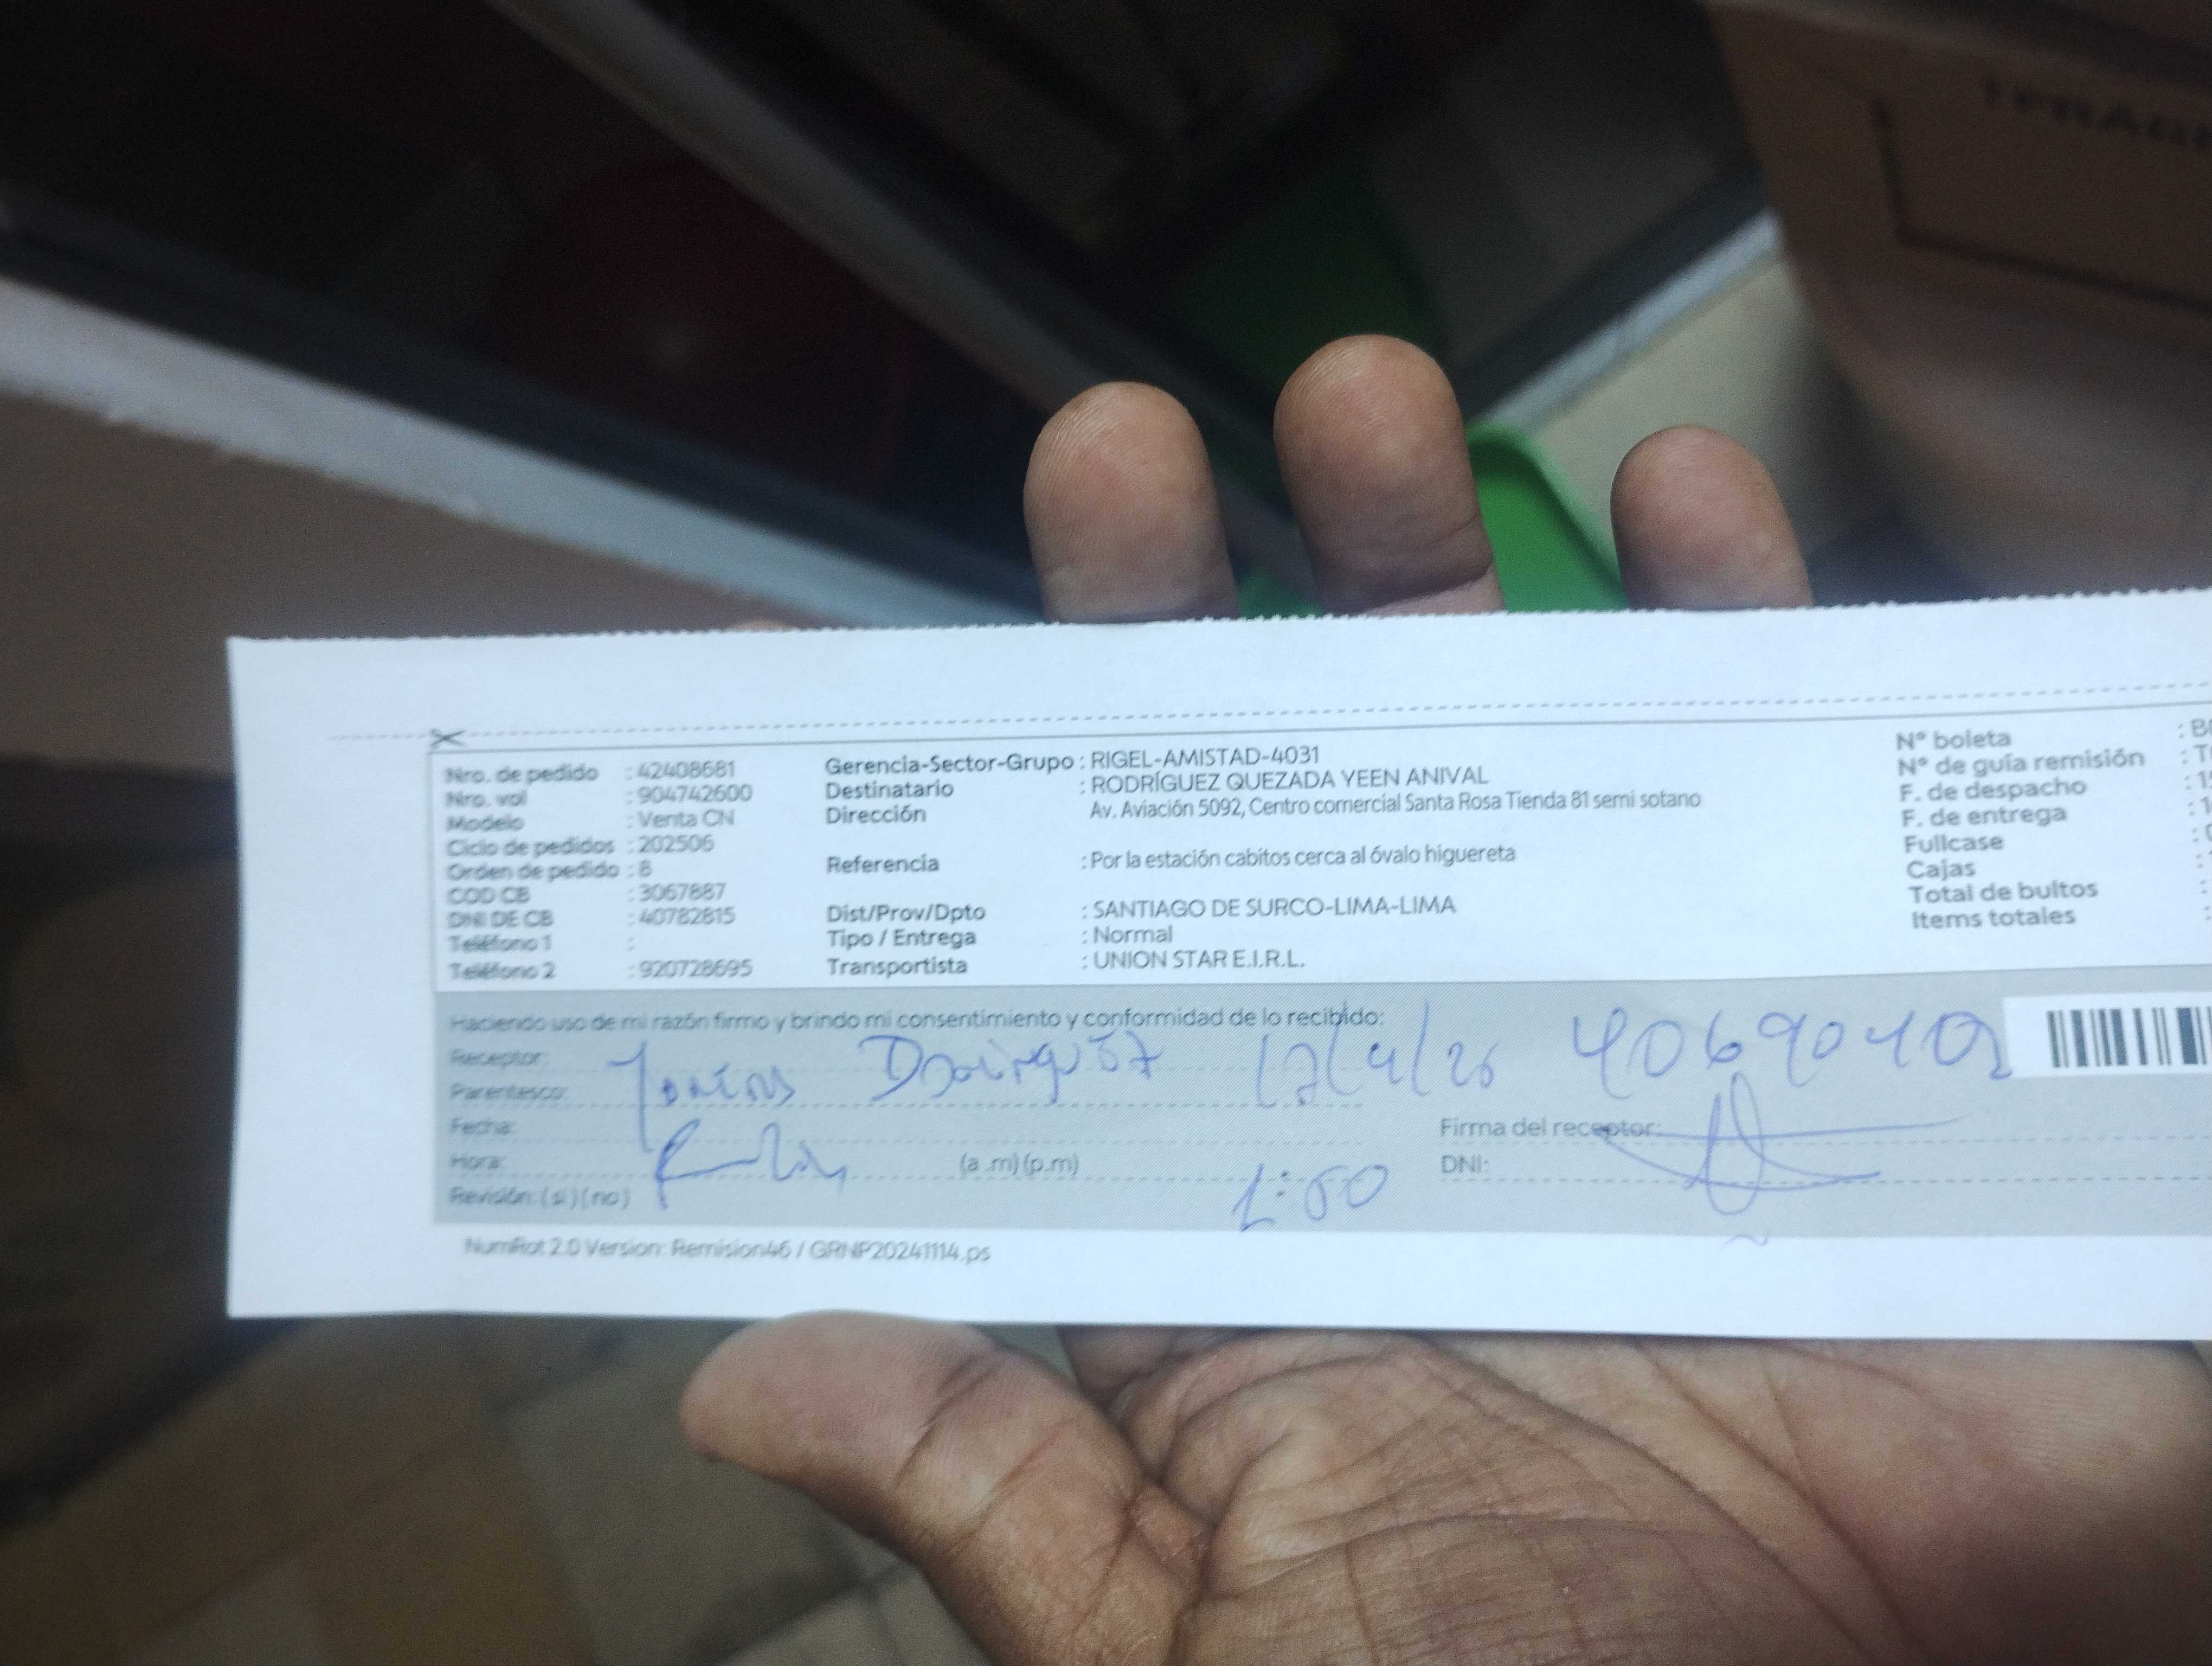 Nro. de pedido : 42408681
Nro. vol : 904742600
Modelo : Venta CN
Ciclo de pedidos : 202506
Orden de pedido : 8
COD CB : 3067887
DNI DE CB : 40782815
Teléfono 1 :
Teléfono 2 : 920728695
Gerencia-Sector-Grupo : RIGEL-AMISTAD-4031
Destinatario : RODRÍGUEZ QUEZADA YEEN ANIVAL
Dirección Av. Aviación 5092, Centro comercial Santa Rosa Tienda 81 semi sotano
Referencia : Por la estación cabitos cerca al óvalo higuereta
Dist/Prov/Dpto : SANTIAGO DE SURCO-LIMA-LIMA
Tipo / Entrega : Normal
Transportista : UNION STAR E.I.R.L.
N° boleta : B
N° de guía remisión : T
F. de despacho : 1
F. de entrega : 1
Fullcase :
Cajas :
Total de bultos :
Items totales :
Haciendo uso de mi razón firmo y brindo mi consentimiento y conformidad de lo recibido:
Receptor:
Parentesco:
Fecha:
Hora: (a .m) (p.m)
Revisión: (si) (no)
40690402
1:50
Firma del receptor:
DNI:
NumRot 2.0 Version: Remision46 / GRNP20241114.ps